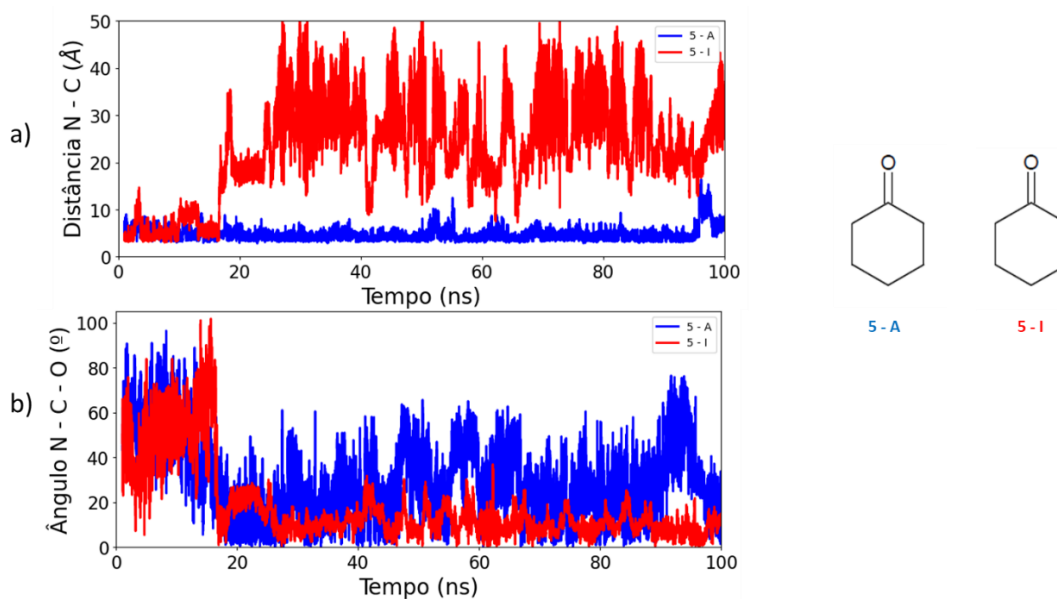 a)
Distância N - C (Å)
50
40
30
20
10
0
5 - A
5 - I
0 20 40 60 80 100
Tempo (ns)
b)
Ângulo N - C - O (º)
100
80
60
40
20
0
5 - A
5 - I
0 20 40 60 80 100
Tempo (ns)
O O
5 - A 5 - I